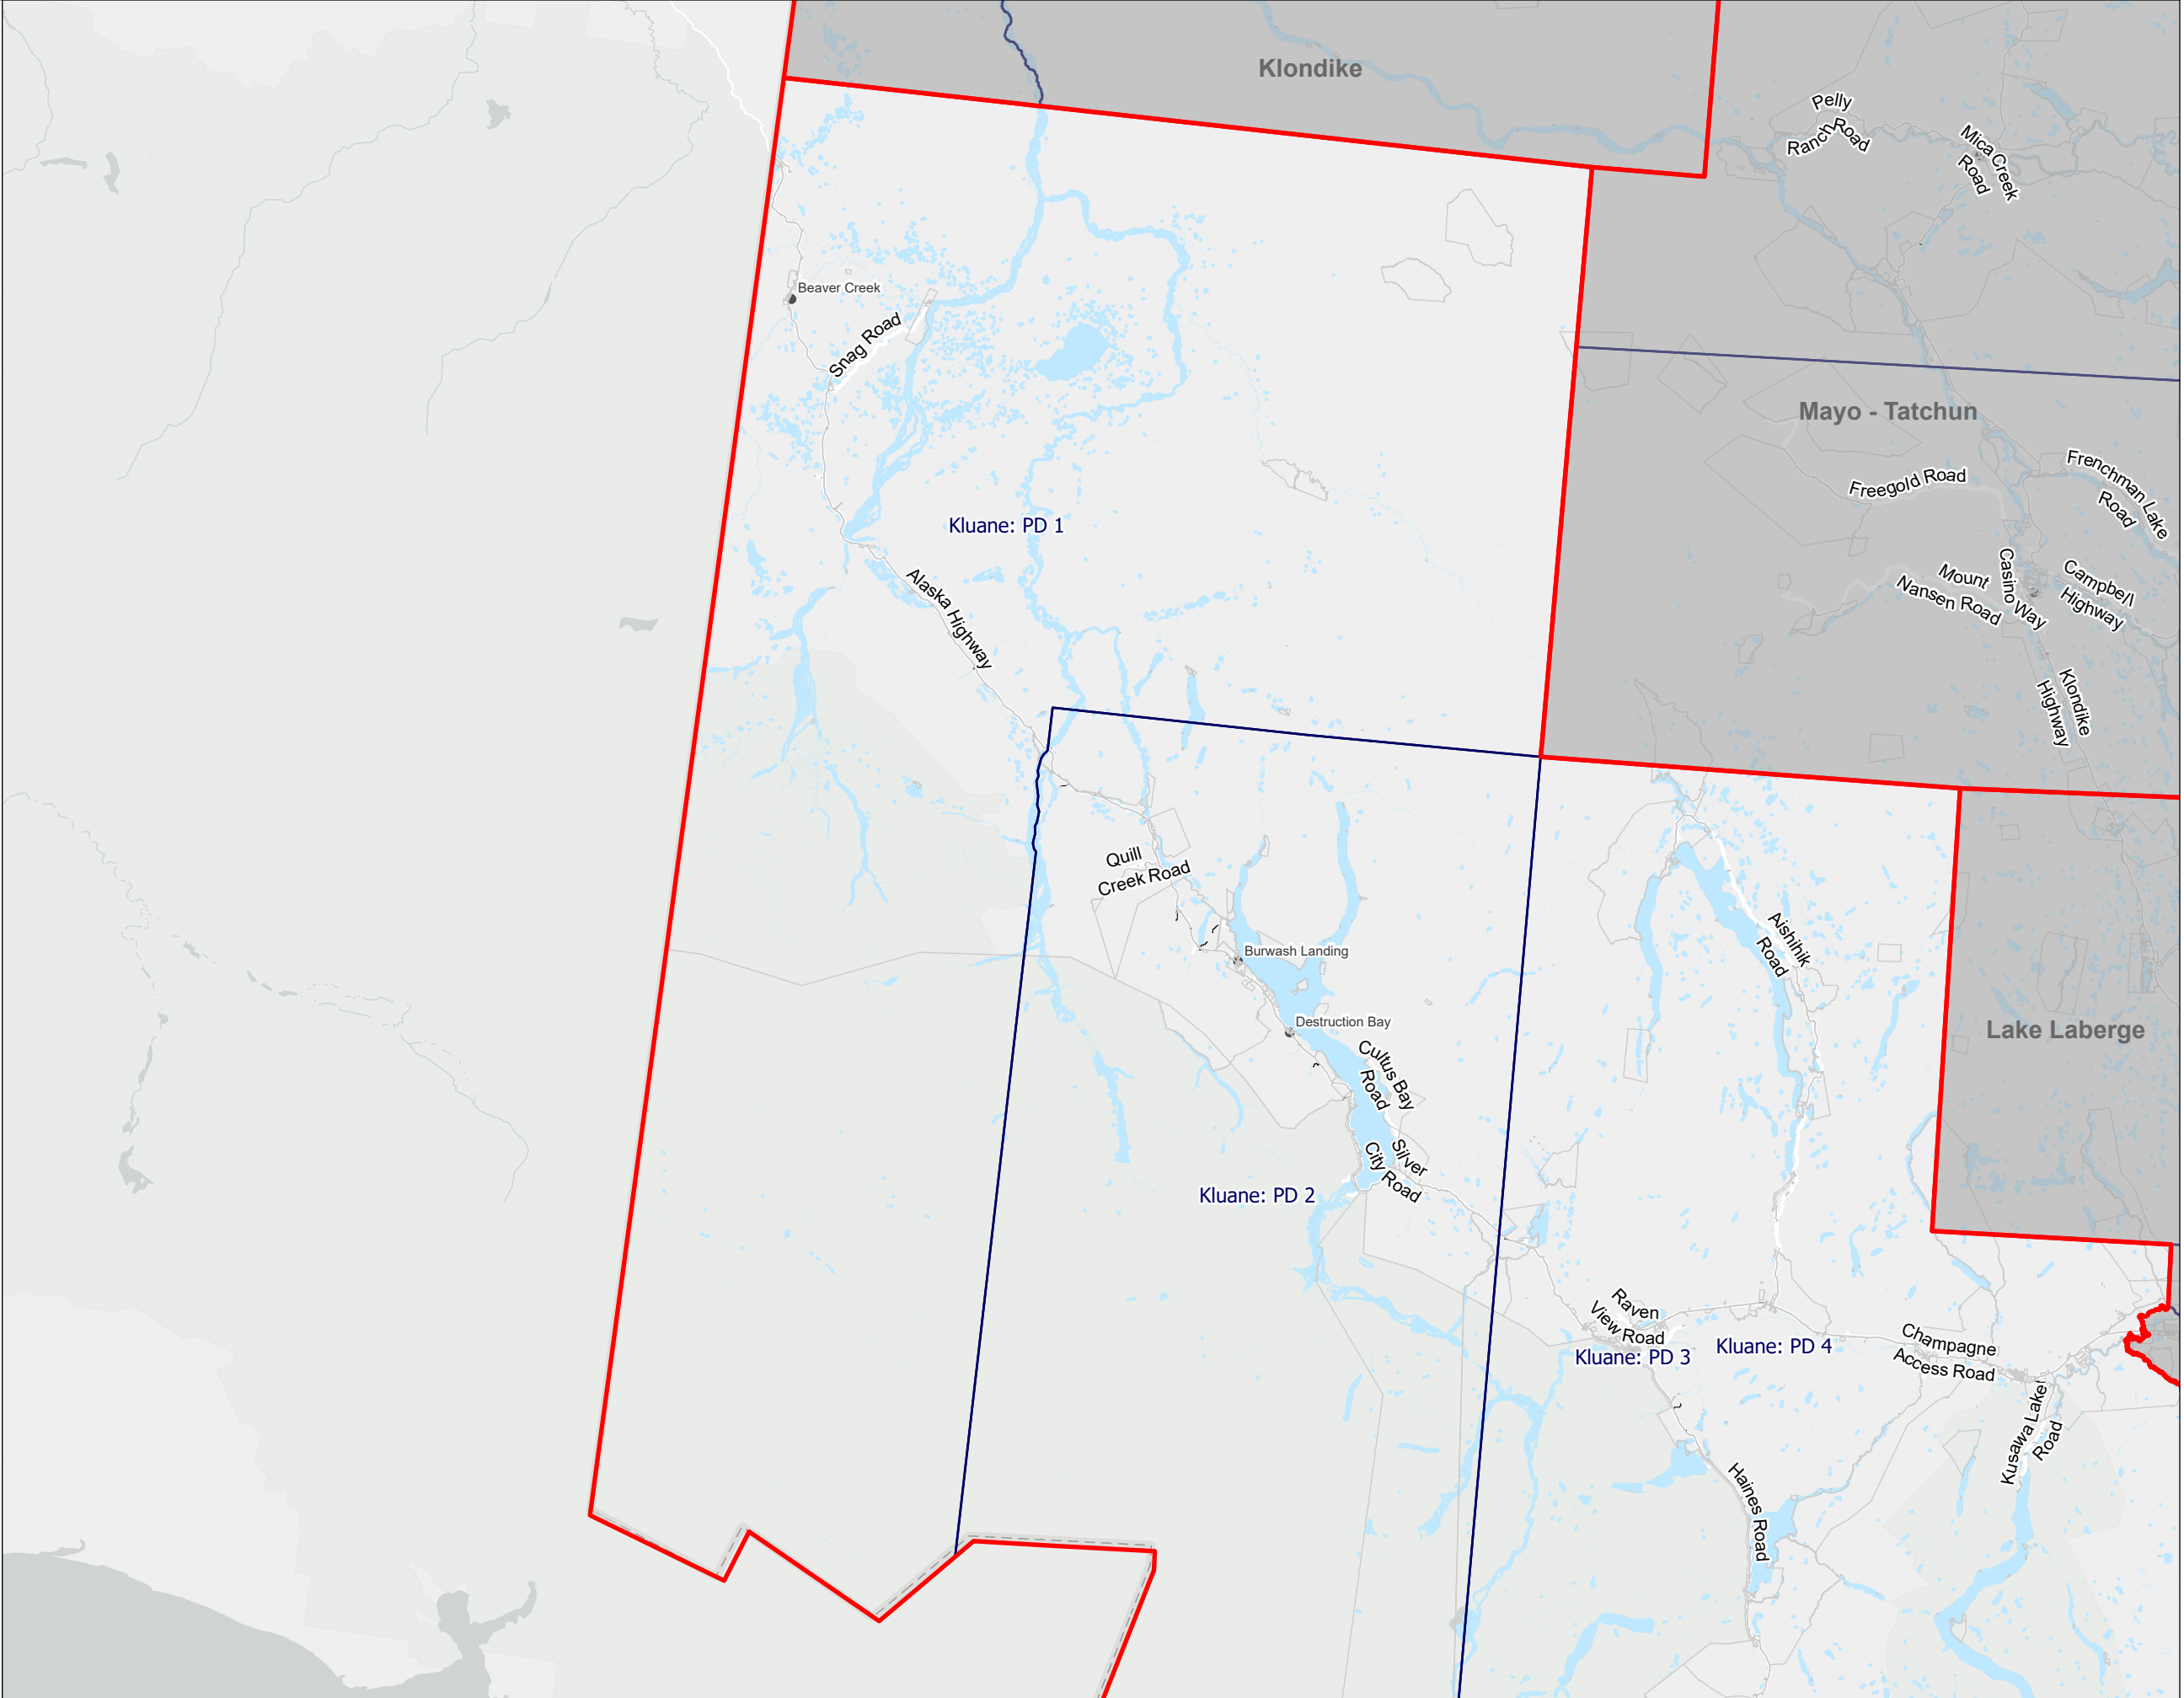 Klondike
Pelly
Ranch Road
Mica Creek
Road
Beaver Creek
Snag Road
Mayo - Tatchun
Freegold Road
Frenchman Lake
Road
Kluane: PD 1
Alaska Highway
Mount
Nansen Road
Casino Way
Campbell
Highway
Klondike
Highway
Quill
Creek Road
Burwash Landing
Destruction Bay
Cultus Bay
Road
Silver
City Road
Aishihik
Road
Lake Laberge
Kluane: PD 2
Raven
View Road
Kluane: PD 3
Kluane: PD 4
Champagne
Access Road
Kusawa Lake
Road
Haines Road